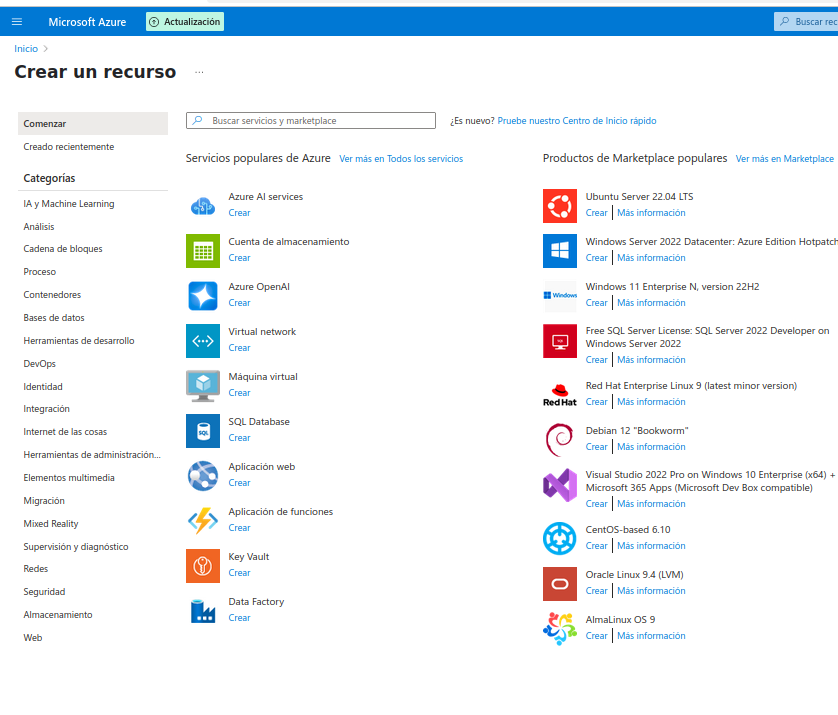 Microsoft Azure
Actualización
Buscar rec
Inicio
Crear un recurso
...
Comenzar
Creado recientemente
Categorías
IA y Machine Learning
Análisis
Cadena de bloques
Proceso
Contenedores
Bases de datos
Herramientas de desarrollo
DevOps
Identidad
Integración
Internet de las cosas
Herramientas de administración...
Elementos multimedia
Migración
Mixed Reality
Supervisión y diagnóstico
Redes
Seguridad
Almacenamiento
Web
Buscar servicios y marketplace
¿Es nuevo? Pruebe nuestro Centro de Inicio rápido
Servicios populares de Azure Ver más en Todos los servicios
Azure AI services
Crear
Cuenta de almacenamiento
Crear
Azure OpenAI
Crear
Virtual network
Crear
Máquina virtual
Crear
SQL
SQL Database
Crear
Aplicación web
Crear
Aplicación de funciones
Crear
Key Vault
Crear
Data Factory
Crear
Productos de Marketplace populares Ver más en Marketplace
Ubuntu Server 22.04 LTS
Crear Más información
Windows Server 2022 Datacenter: Azure Edition Hotpatch
Crear Más información
Windows
Windows 11 Enterprise N, version 22H2
Crear Más información
Free SQL Server License: SQL Server 2022 Developer on
Windows Server 2022
Crear Más información
Red Hat
Red Hat Enterprise Linux 9 (latest minor version)
Crear Más información
Debian 12 "Bookworm"
Crear Más información
Visual Studio 2022 Pro on Windows 10 Enterprise (x64) +
Microsoft 365 Apps (Microsoft Dev Box compatible)
Crear Más información
CentOS-based 6.10
Crear Más información
Oracle Linux 9.4 (LVM)
Crear Más información
AlmaLinux OS 9
Crear Más información